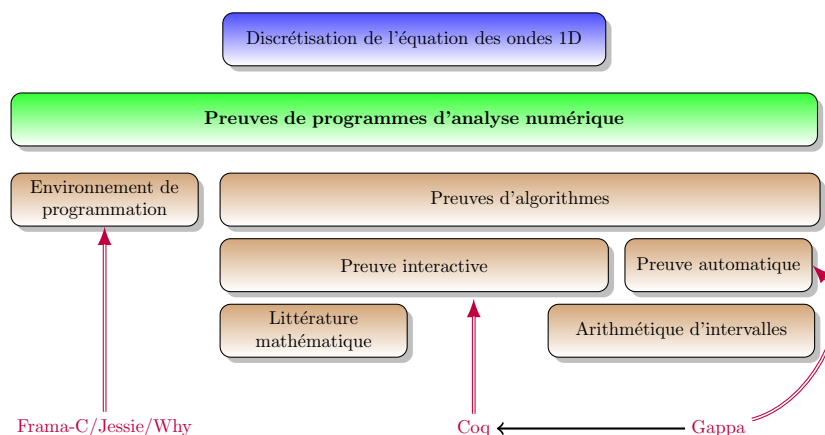 Discrétisation de l'équation des ondes 1D
Preuves de programmes d'analyse numérique
Environnement de
programmation
Preuves d'algorithmes
Preuve interactive
Preuve automatique
Littérature
mathématique
Arithmétique d'intervalles
Frama-C/Jessie/Why
Coq
Gappa